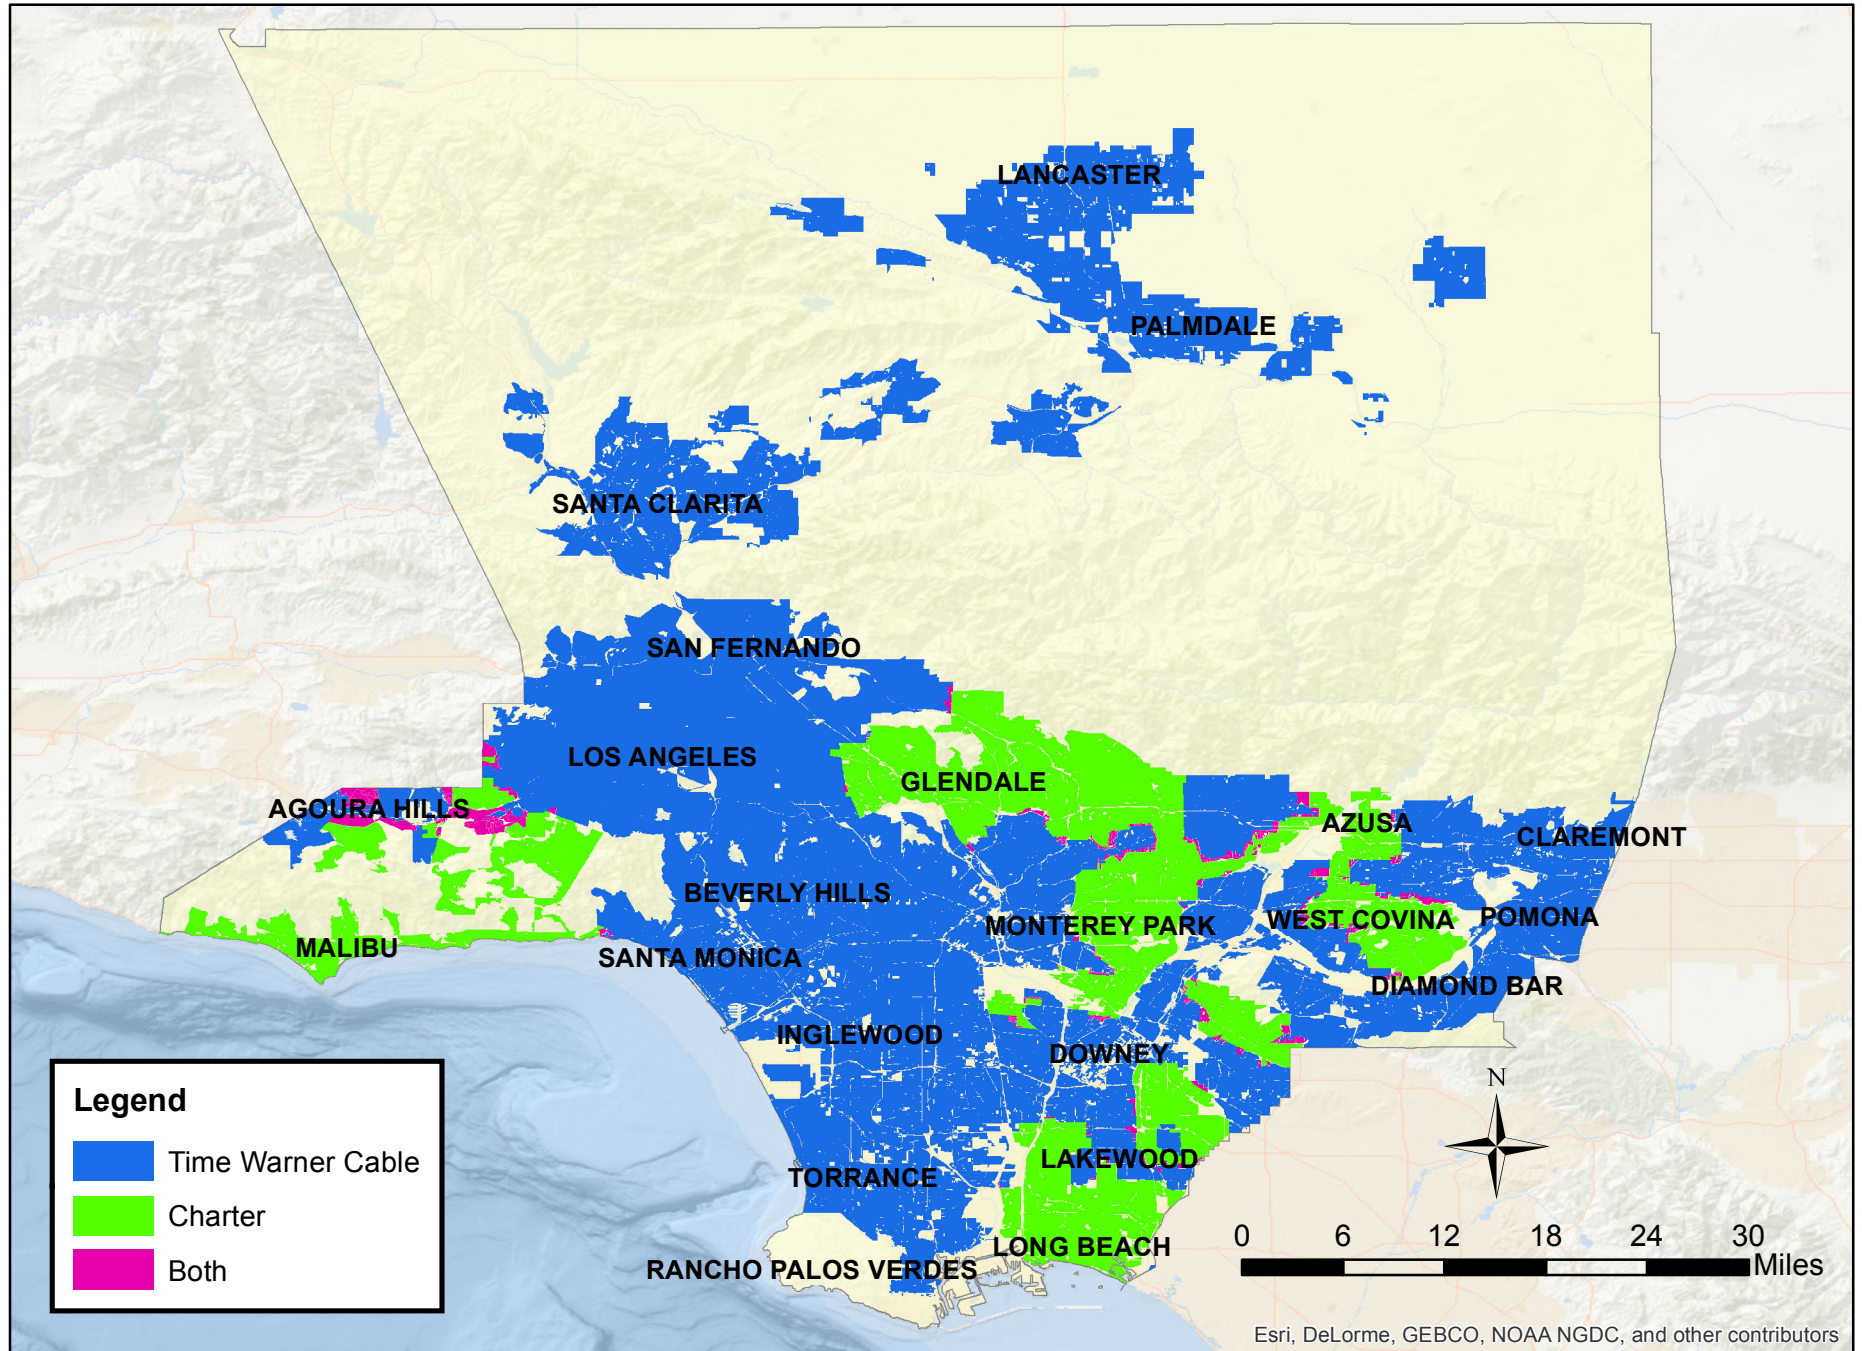 LANCASTER
PALMDALE
SANTA CLARITA
SAN FERNANDO
LOS ANGELES
GLENDALE
AGOURA HILLS
AZUSA
CLAREMONT
BEVERLY HILLS
MONTEREY PARK
WEST COVINA
POMONA
MALIBU
SANTA MONICA
DIAMOND BAR
INGLEWOOD
DOWNEY
LAKEWOOD
TORRANCE
LONG BEACH
RANCHO PALOS VERDES
Legend
Time Warner Cable
Charter
Both
N
0 6 12 18 24 30
Miles
Esri, DeLorme, GEBCO, NOAA NGDC, and other contributors